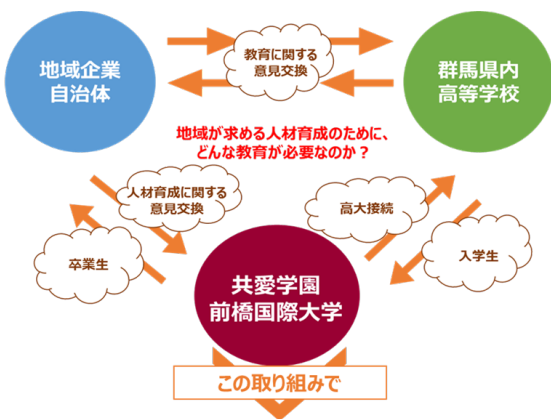 地域企業
自治体
教育に関する
意見交換
群馬県内
高等学校
地域が求める人材育成のために、
どんな教育が必要なのか？
人材育成に関する
意見交換
高大接続
卒業生
入学生
共愛学園
前橋国際大学
この取り組みで